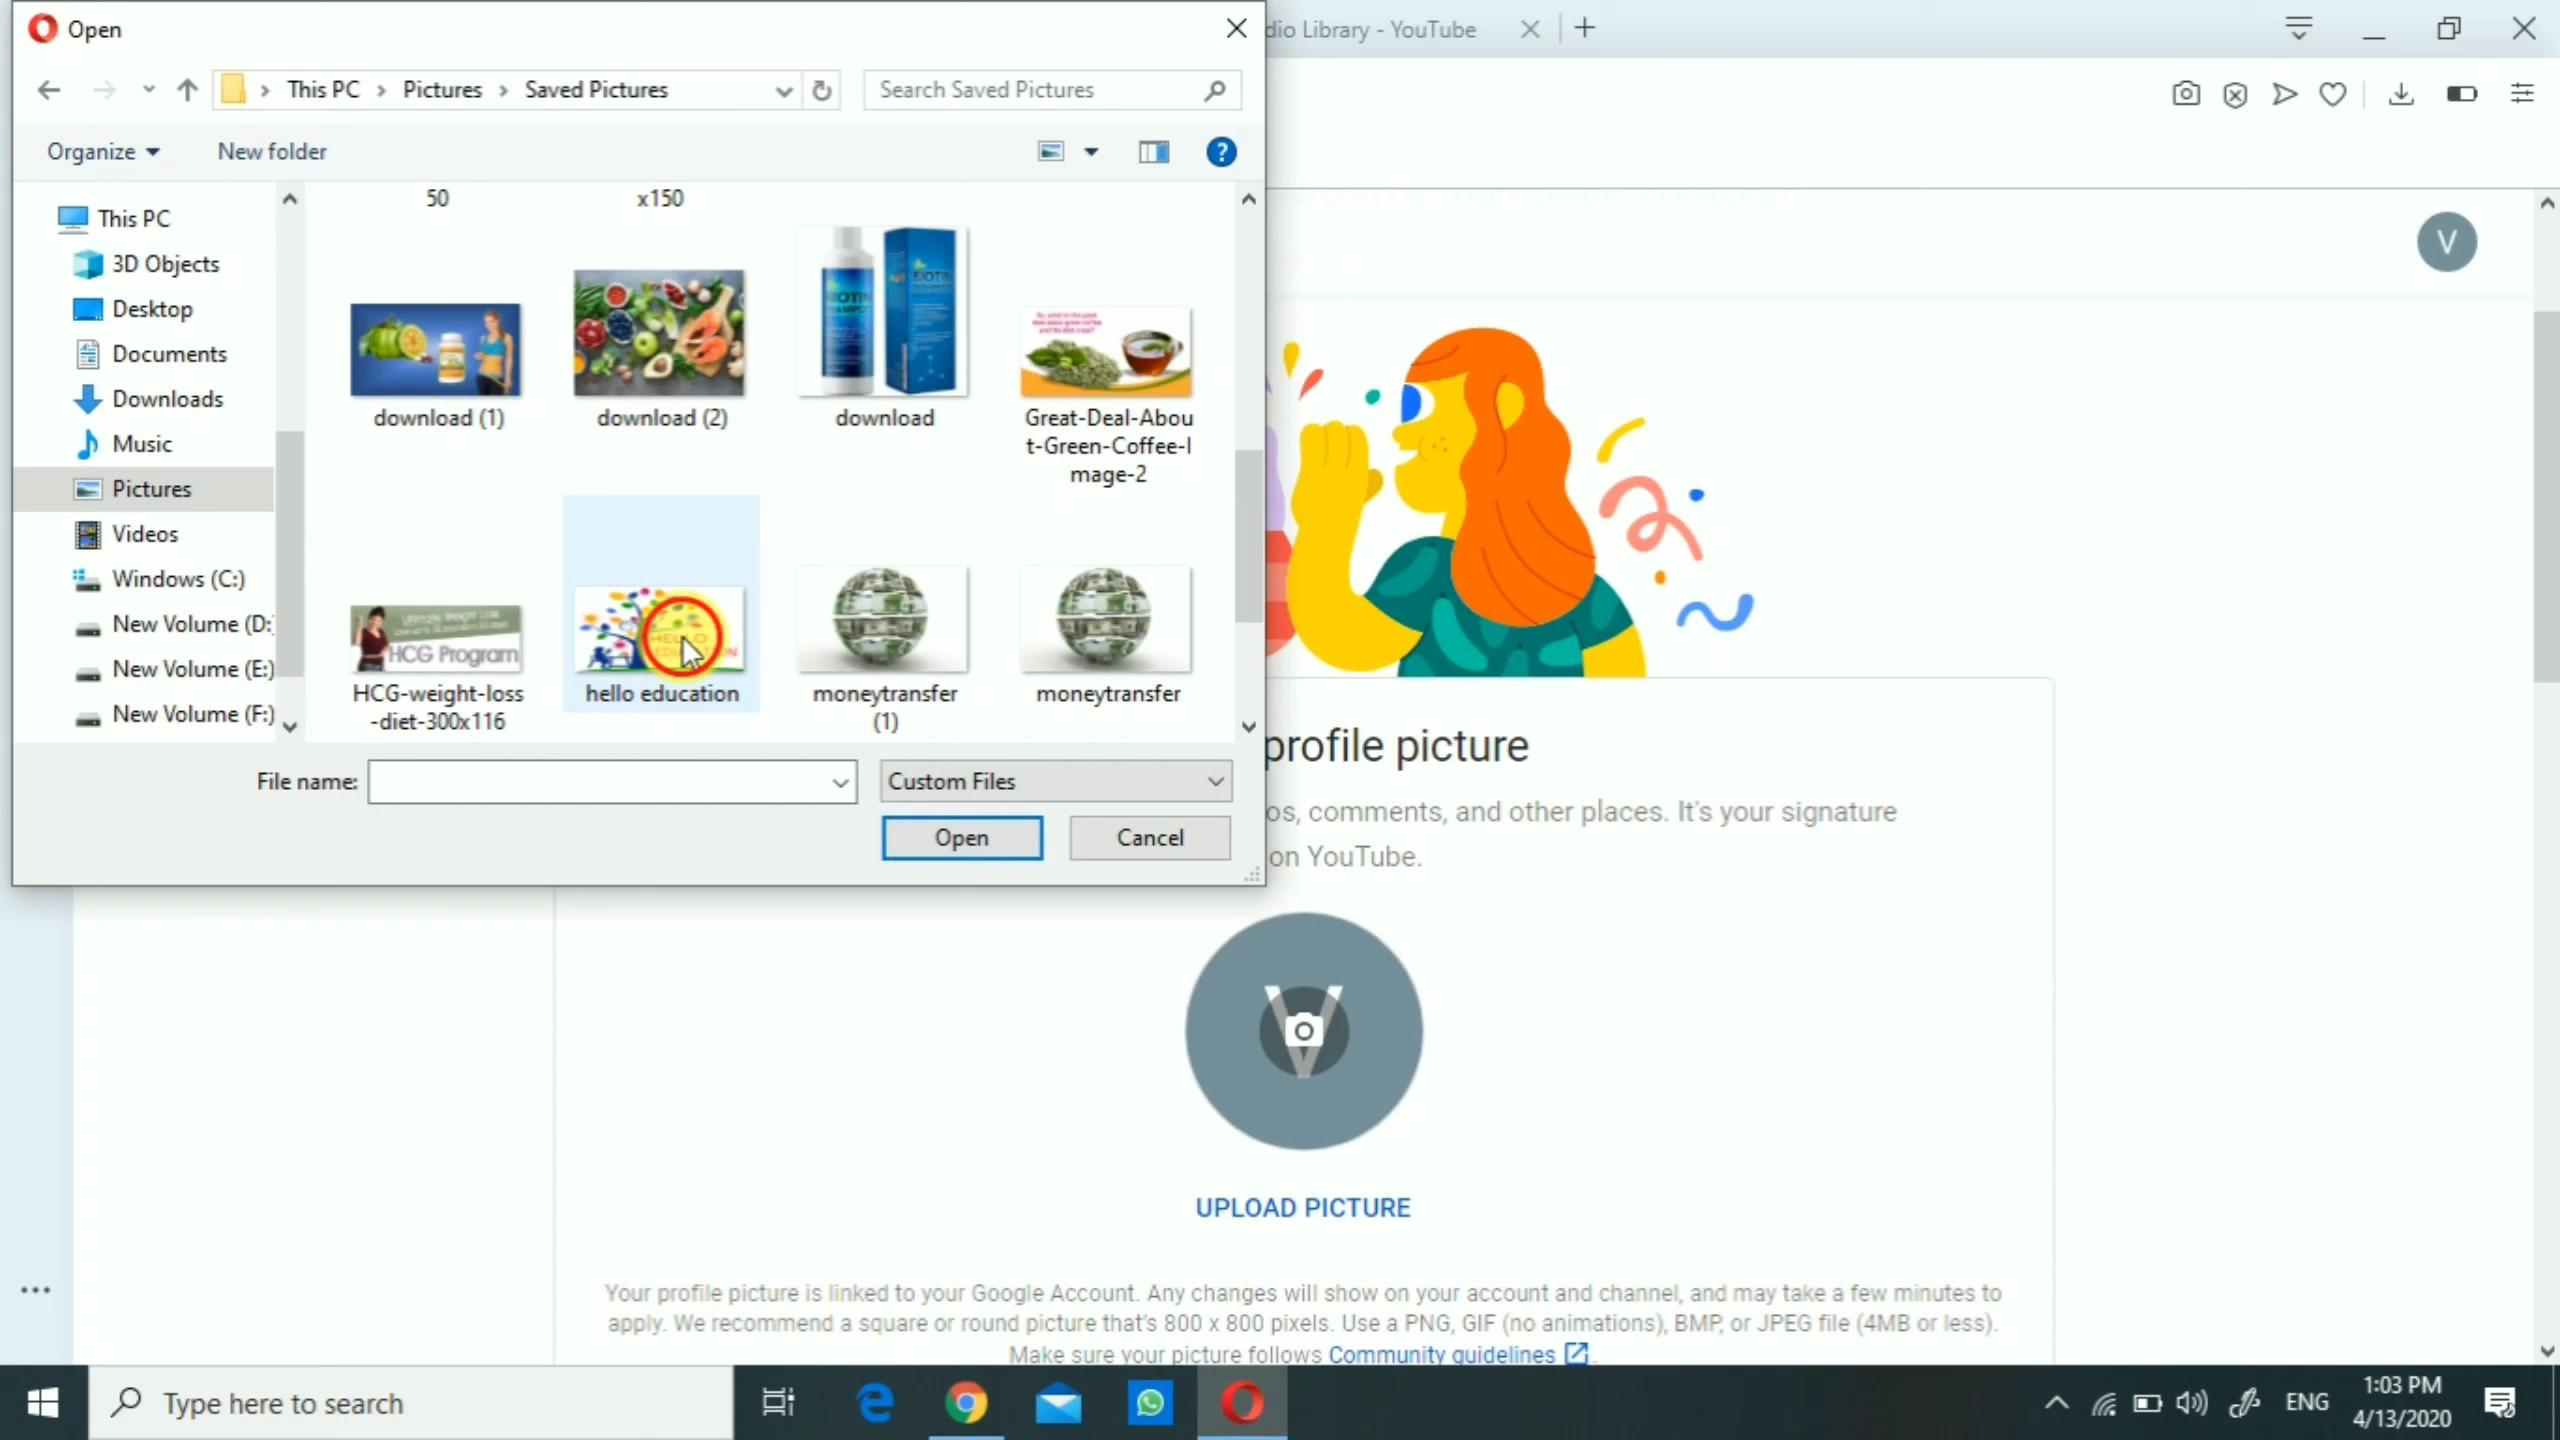 Open
dio Library - YouTube
This PC
Pictures
Saved Pictures
Search Saved Pictures
Organize
New folder
?
This PC
3D Objects
Desktop
Documents
Downloads
Music
Pictures
Videos
Windows (C:)
New Volume (D:
New Volume (E:)
New Volume (F:)
50
x150
download (1)
download (2)
BIOTIN
download
Great-Deal-Abou
t-Green-Coffee-I
mage-2
HCG Program
HCG-weight-loss
-diet-300x116
HELLO
hello education
moneytransfer
(1)
moneytransfer
File name:
Custom Files
Open
Cancel
V
profile picture
os, comments, and other places. It's your signature
on YouTube.
V
UPLOAD PICTURE
Your profile picture is linked to your Google Account. Any changes will show on your account and channel, and may take a few minutes to
apply. We recommend a square or round picture that's 800 x 800 pixels. Use a PNG, GIF (no animations), BMP, or JPEG file (4MB or less).
Make sure your picture follows Community guidelines
Type here to search
ENG
1:03 PM
4/13/2020